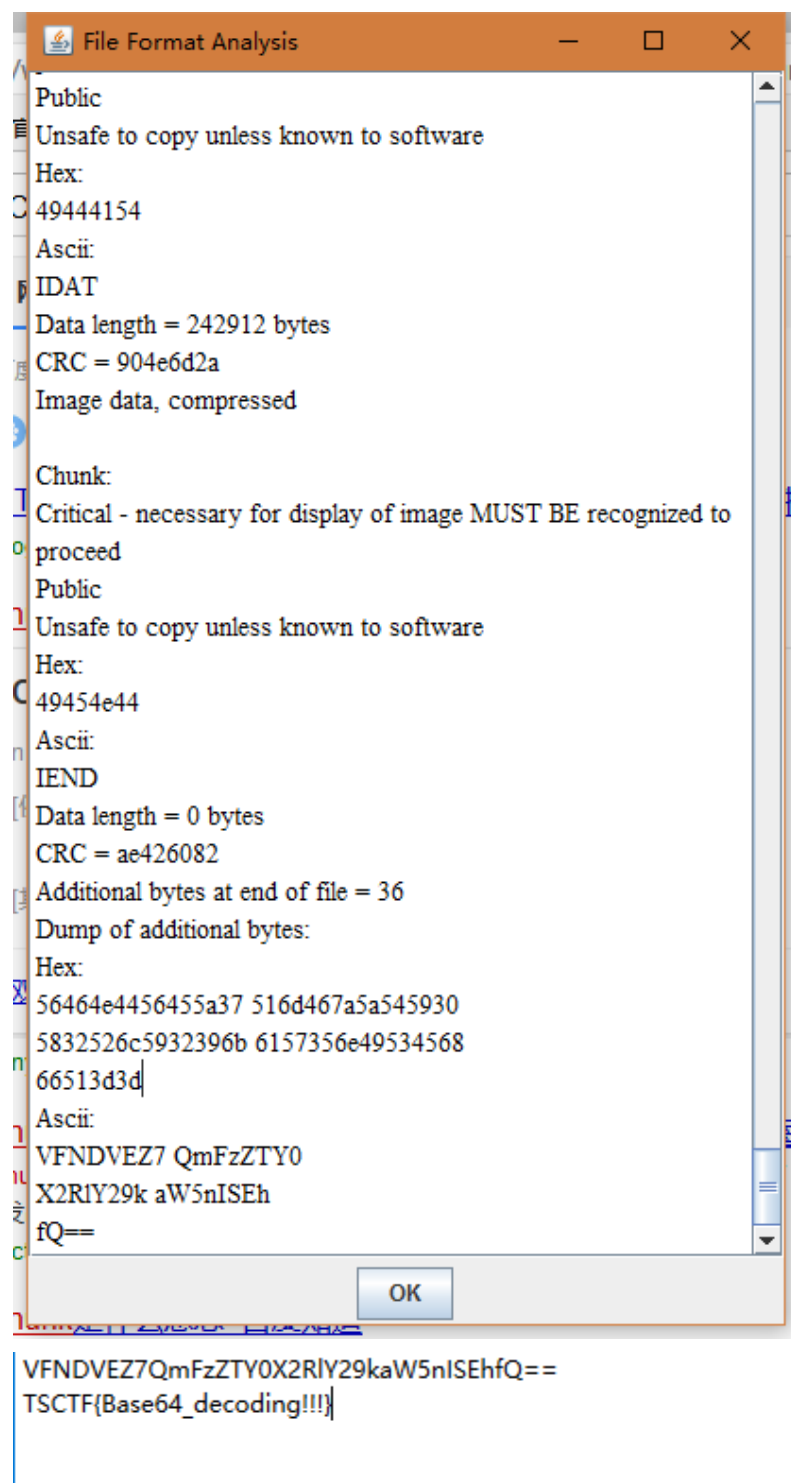 File Format Analysis
Public
Unsafe to copy unless known to software
Hex:
49444154
Ascii:
IDAT
Data length = 242912 bytes
CRC = 904e6d2a
Image data, compressed
Chunk:
Critical - necessary for display of image MUST BE recognized to
proceed
Public
Unsafe to copy unless known to software
Hex:
49454e44
Ascii:
IEND
Data length = 0 bytes
CRC = ae426082
Additional bytes at end of file = 36
Dump of additional bytes:
Hex:
56464e4456455a37 516d467a5a545930
5832526c5932396b 6157356e49534568
66513d3d
Ascii:
VFNDVEZ7 QmFzZTY0
X2RlY29k aW5nISEh
fQ==
OK
VFNDVEZ7QmFzZTY0X2RlY29kaW5nISEhfQ==
TSCTF{Base64_decoding!!!}